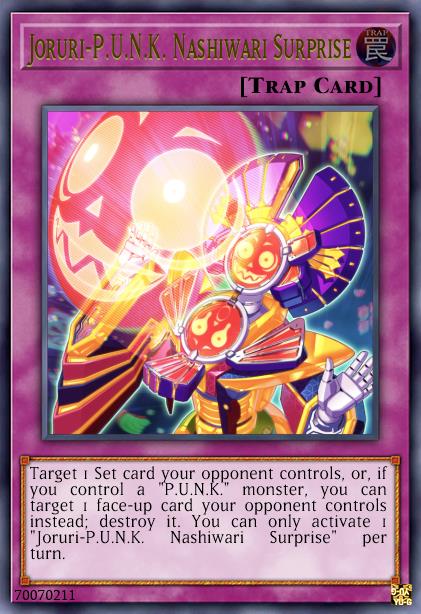 Joruri-P.U.N.K. Nashiwari Surprise
TRAP
罠
[Trap Card]
Target 1 Set card your opponent controls, or, if
you control a "P.U.N.K." monster, you can
target 1 face-up card your opponent controls
instead; destroy it. You can only activate 1
"Joruri-P.U.N.K. Nashiwari Surprise" per
turn.
70070211